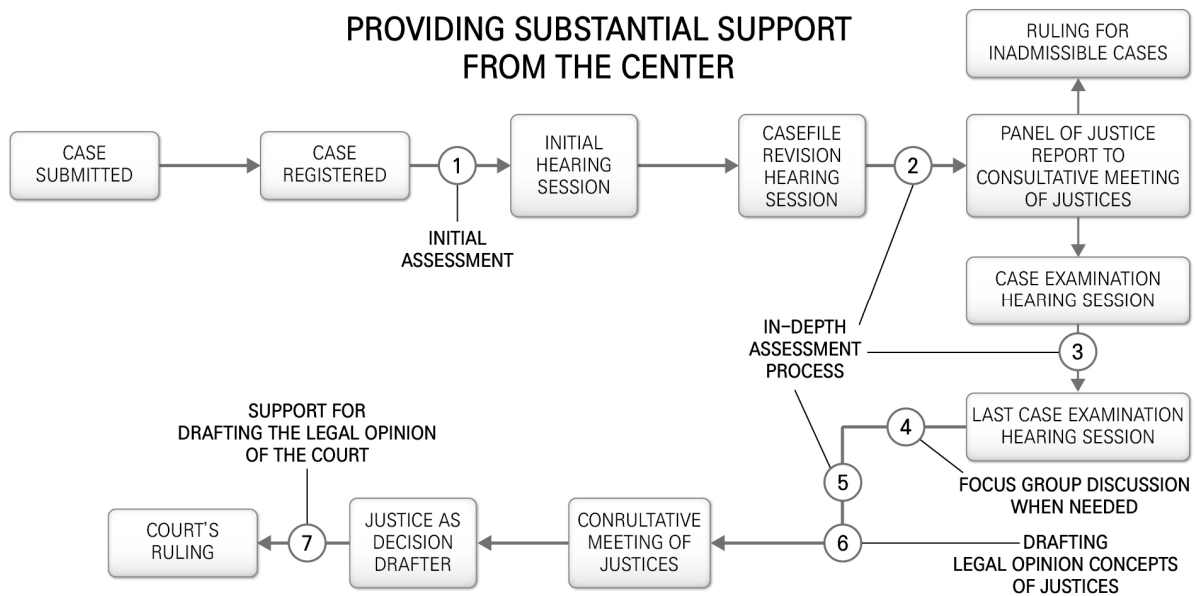 PROVIDING SUBSTANTIAL SUPPORT
FROM THE CENTER
RULING FOR
INADMISSIBLE CASES
CASE
SUBMITTED
CASE
REGISTERED
1
INITIAL
ASSESSMENT
INITIAL
HEARING
SESSION
CASEFILE
REVISION
HEARING
SESSION
2
PANEL OF JUSTICE
REPORT TO
CONSULTATIVE MEETING
OF JUSTICES
CASE EXAMINATION
HEARING SESSION
IN-DEPTH
ASSESSMENT
PROCESS
3
LAST CASE EXAMINATION
HEARING SESSION
4
FOCUS GROUP DISCUSSION
WHEN NEEDED
5
6
DRAFTING
LEGAL OPINION CONCEPTS
OF JUSTICES
CONRULTATIVE
MEETING OF
JUSTICES
JUSTICE AS
DECISION
DRAFTER
SUPPORT FOR
DRAFTING THE LEGAL OPINION
OF THE COURT
7
COURT'S
RULING